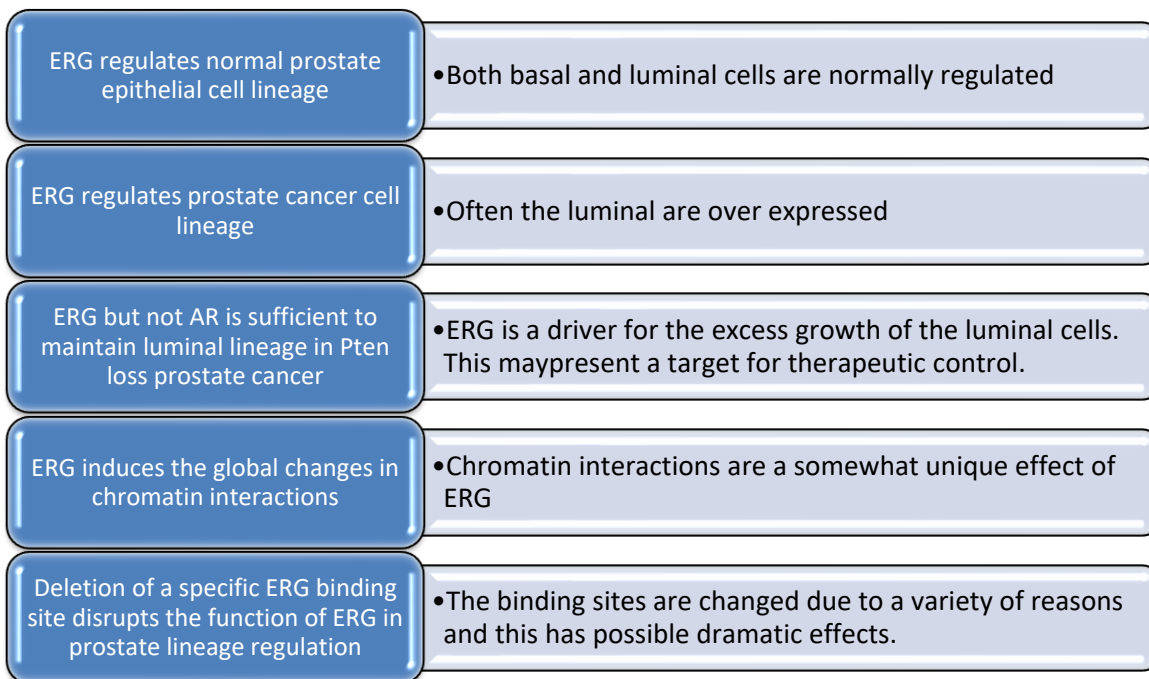 ERG regulates normal prostate
epithelial cell lineage
•Both basal and luminal cells are normally regulated
ERG regulates prostate cancer cell
lineage
•Often the luminal are over expressed
ERG but not AR is sufficient to
maintain luminal lineage in Pten
loss prostate cancer
•ERG is a driver for the excess growth of the luminal cells.
This maypresent a target for therapeutic control.
ERG induces the global changes in
chromatin interactions
•Chromatin interactions are a somewhat unique effect of
ERG
Deletion of a specific ERG binding
site disrupts the function of ERG in
prostate lineage regulation
•The binding sites are changed due to a variety of reasons
and this has possible dramatic effects.